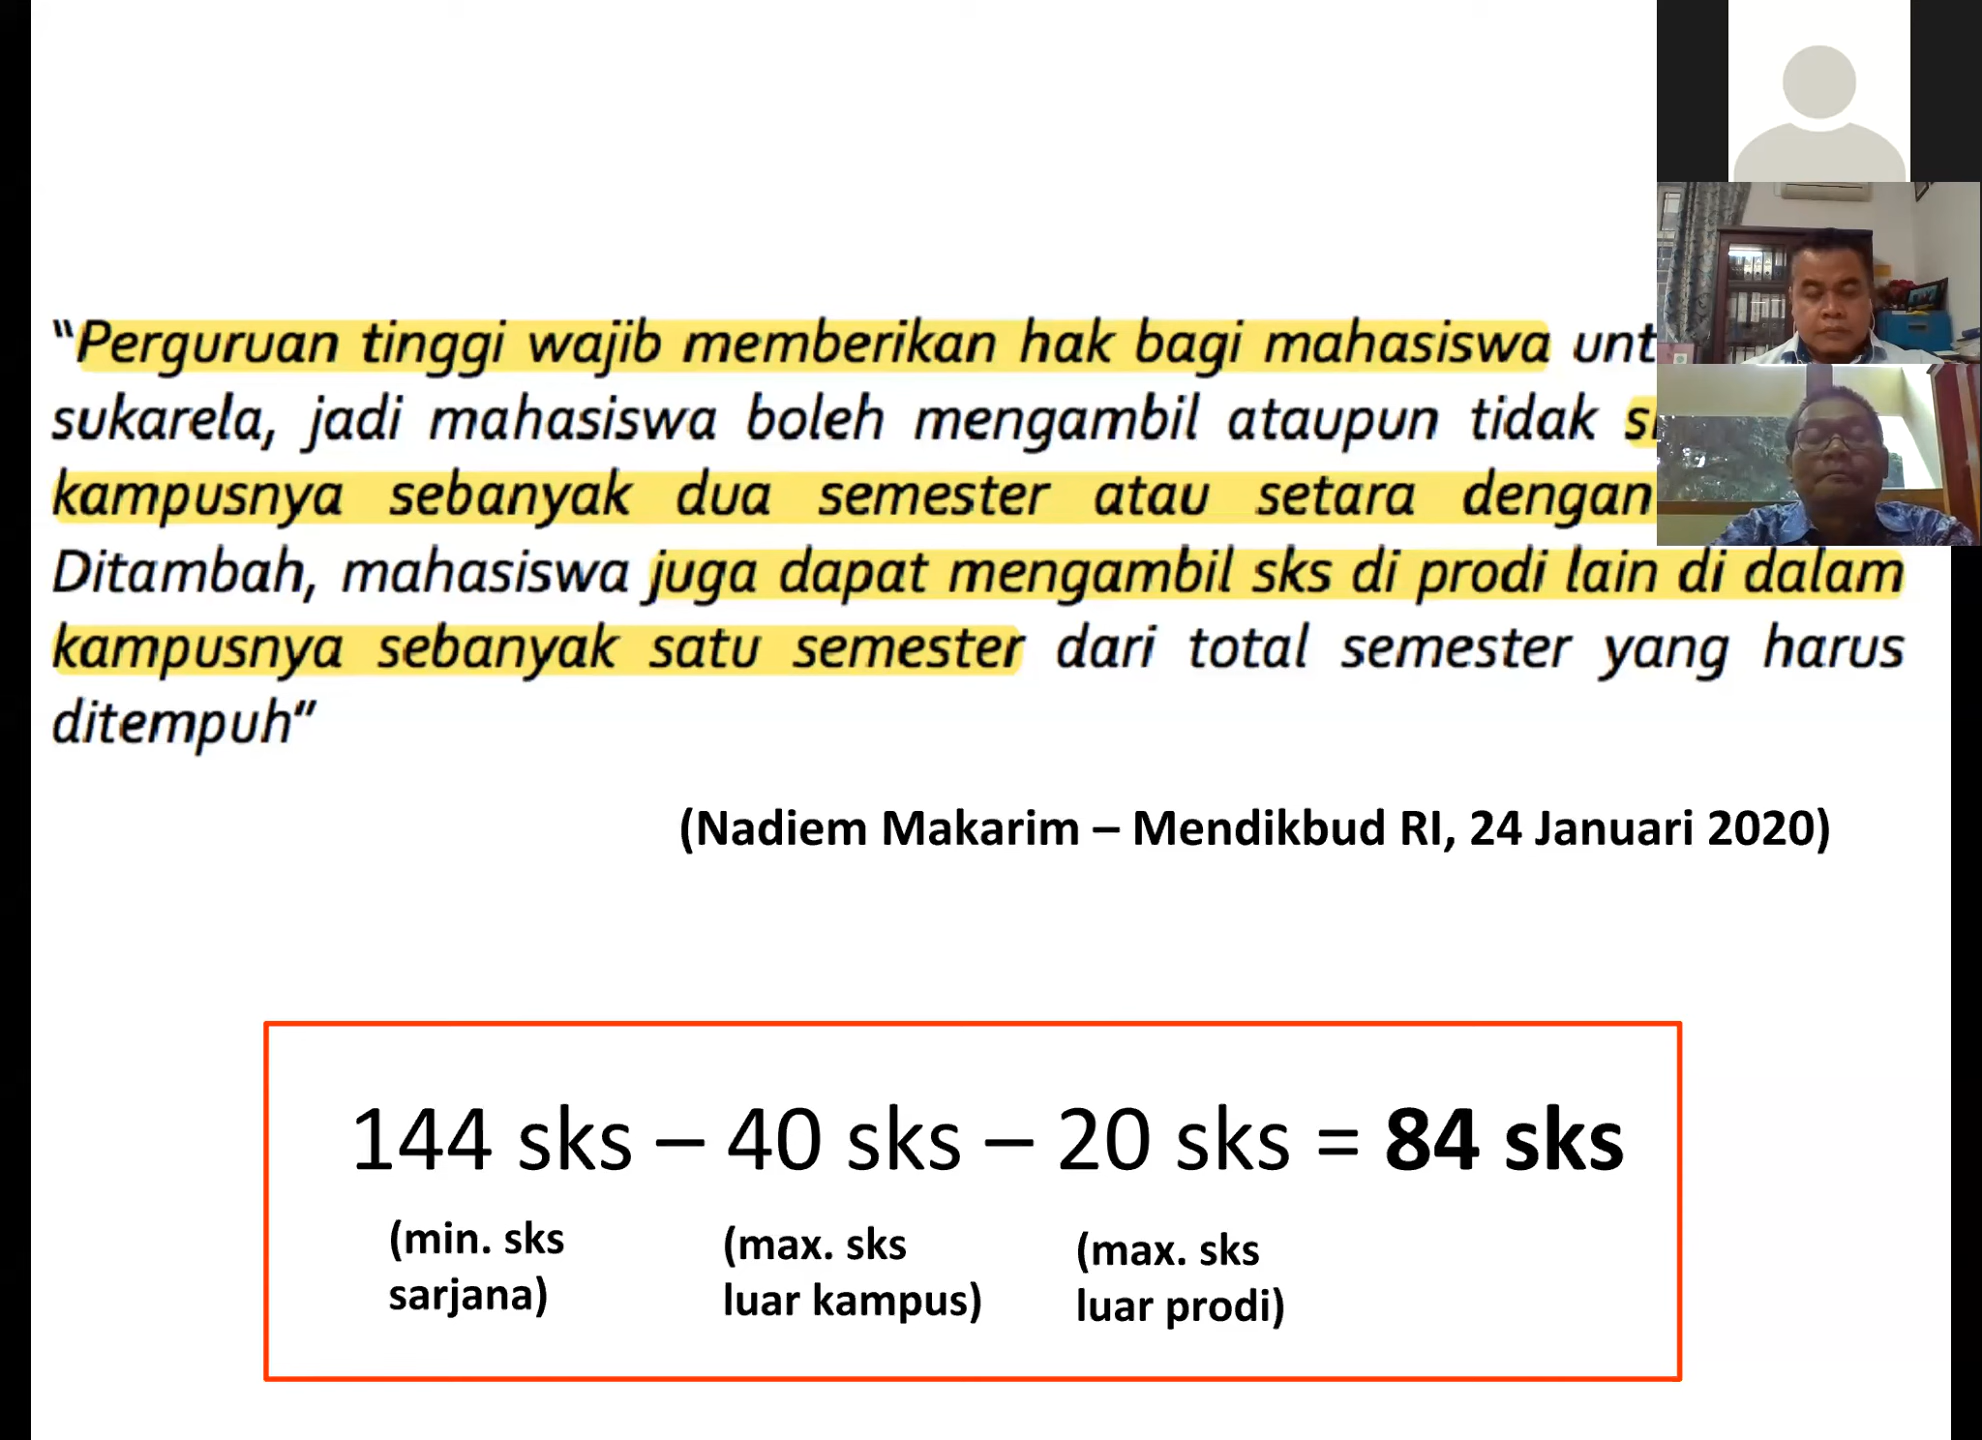 "Perguruan tinggi wajib memberikan hak bagi mahasiswa
sukarela, jadi mahasiswa boleh mengambil ataupun tidak
kampusnya sebanyak dua semester atau setara dengan
Ditambah, mahasiswa juga dapat mengambil sks di prodi lain di dalam
kampusnya sebanyak satu semester dari total semester yang harus
ditempuh"
(Nadiem Makarim – Mendikbud RI, 24 Januari 2020)
144 sks – 40 sks – 20 sks = 84 sks
(min. sks
sarjana)
(max. sks
luar kampus)
(max. sks
luar prodi)